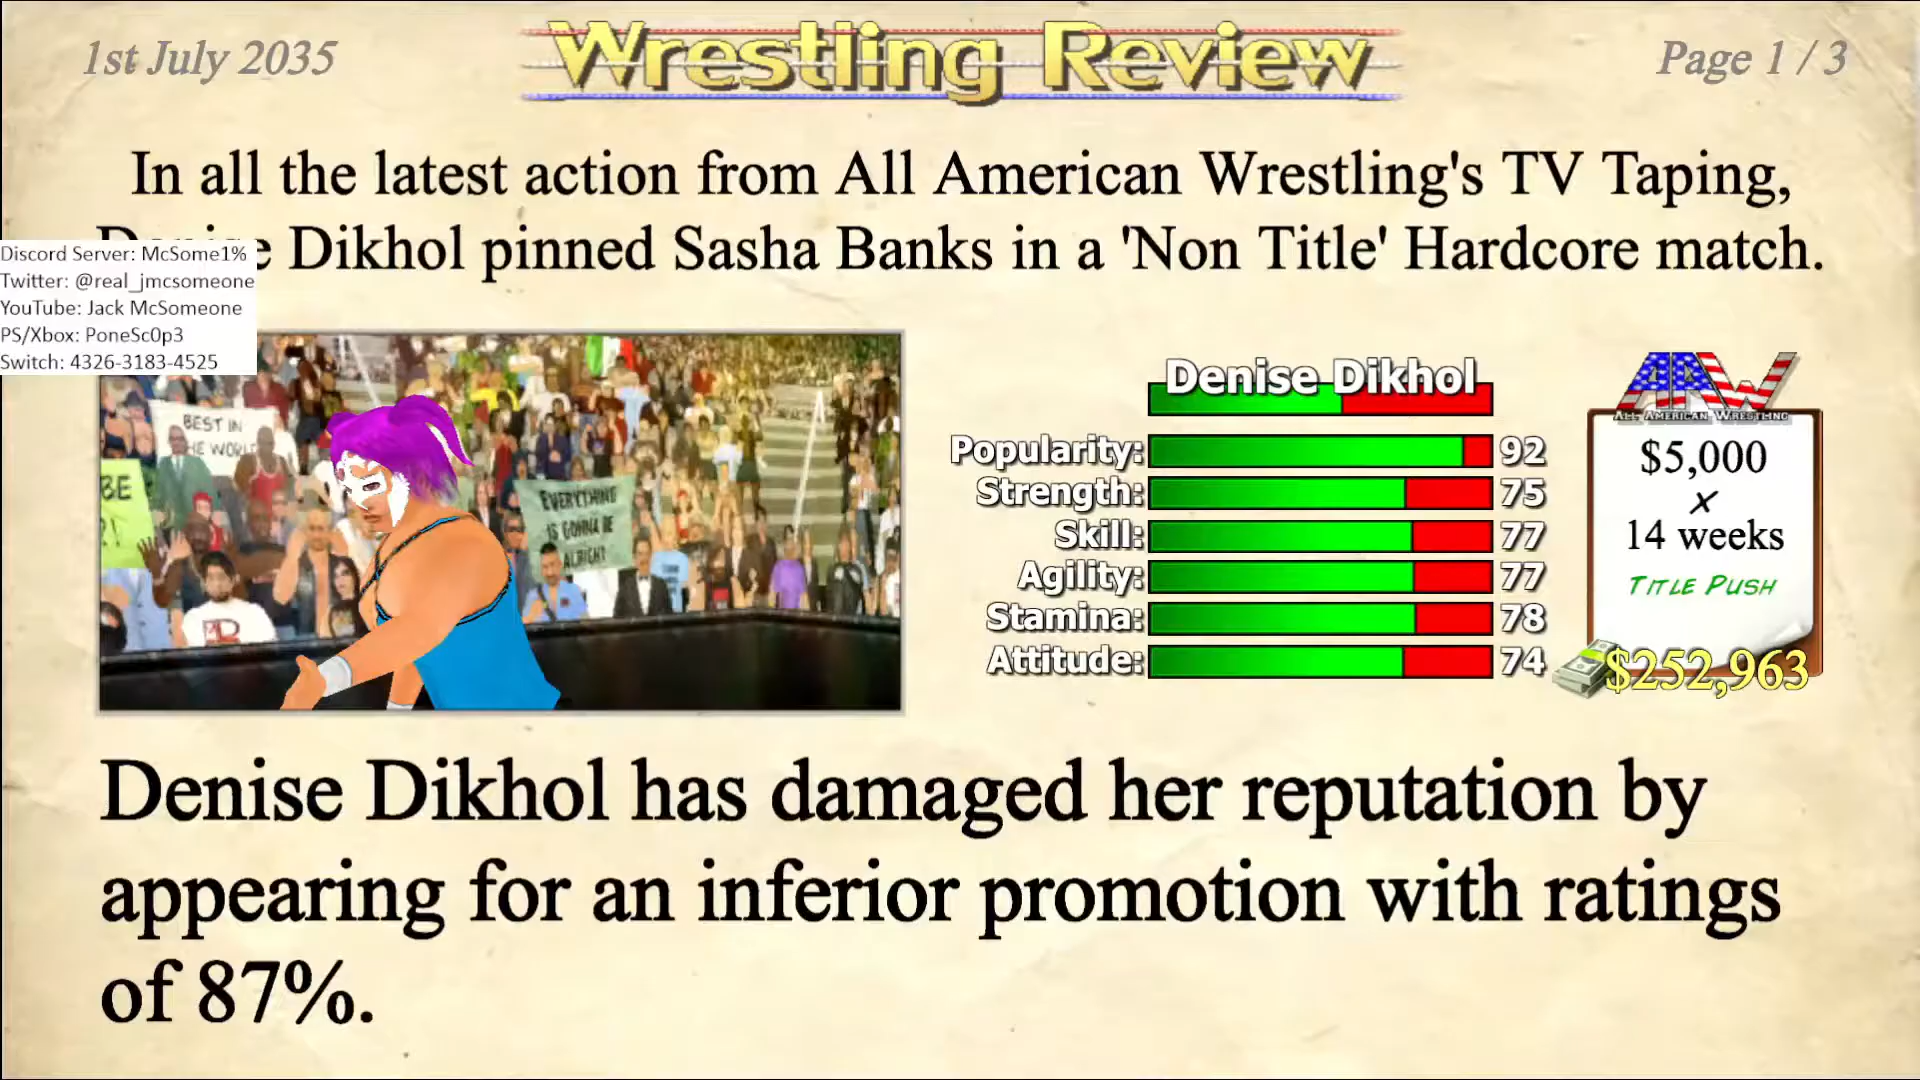 1st July 2035
Wrestling Review
Page 1 / 3
In all the latest action from All American Wrestling's TV Taping,
Denise Dikhol pinned Sasha Banks in a 'Non Title' Hardcore match.
Discord Server: McSome1%
Twitter: @real_jmcsomeone
YouTube: Jack McSomeone
PS/Xbox: PoneSc0p3
Switch: 4326-3183-4525
BEST IN
THE WORLD
BE
?!
EVERYTHING
IS GONNA BE
ALRIGHT
Denise Dikhol
Popularity: 92
Strength: 75
Skill: 77
Agility: 77
Stamina: 78
Attitude: 74
AAW
ALL AMERICAN WRESTLING
$5,000
x
14 weeks
TITLE PUSH
$252,963
Denise Dikhol has damaged her reputation by
appearing for an inferior promotion with ratings
of 87%.